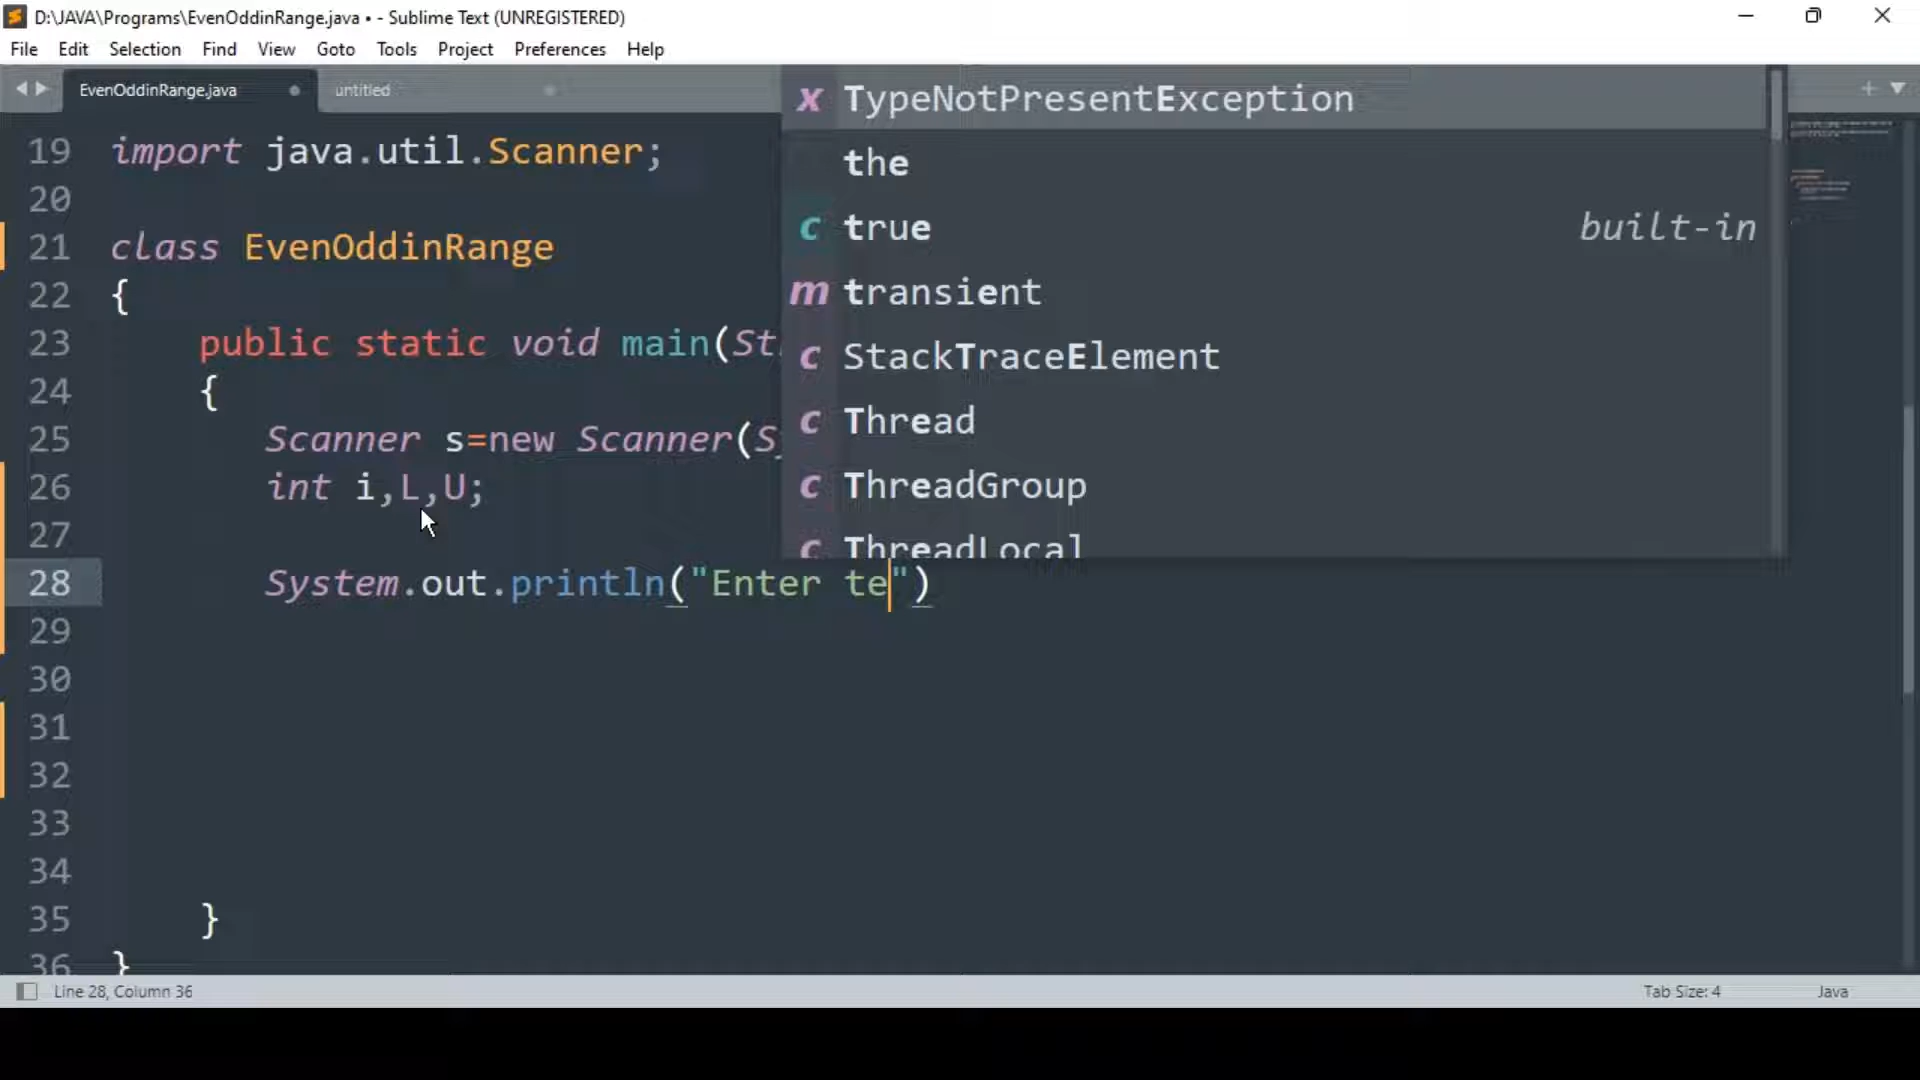 D:\JAVA\Programs\EvenOddinRange.java • - Sublime Text (UNREGISTERED)
File Edit Selection Find View Goto Tools Project Preferences Help
EvenOddinRange.java untitled
19 import java.util.Scanner;
20
21 class EvenOddinRange
22 {
23 public static void main(St
24 {
25 Scanner s=new Scanner(Sy
26 int i,L,U;
27
28 System.out.println("Enter te")
29
30
31
32
33
34
35 }
36 }
x TypeNotPresentException
the
c true built-in
m transient
c StackTraceElement
c Thread
c ThreadGroup
c ThreadLocal
Line 28, Column 36 Tab Size: 4 Java